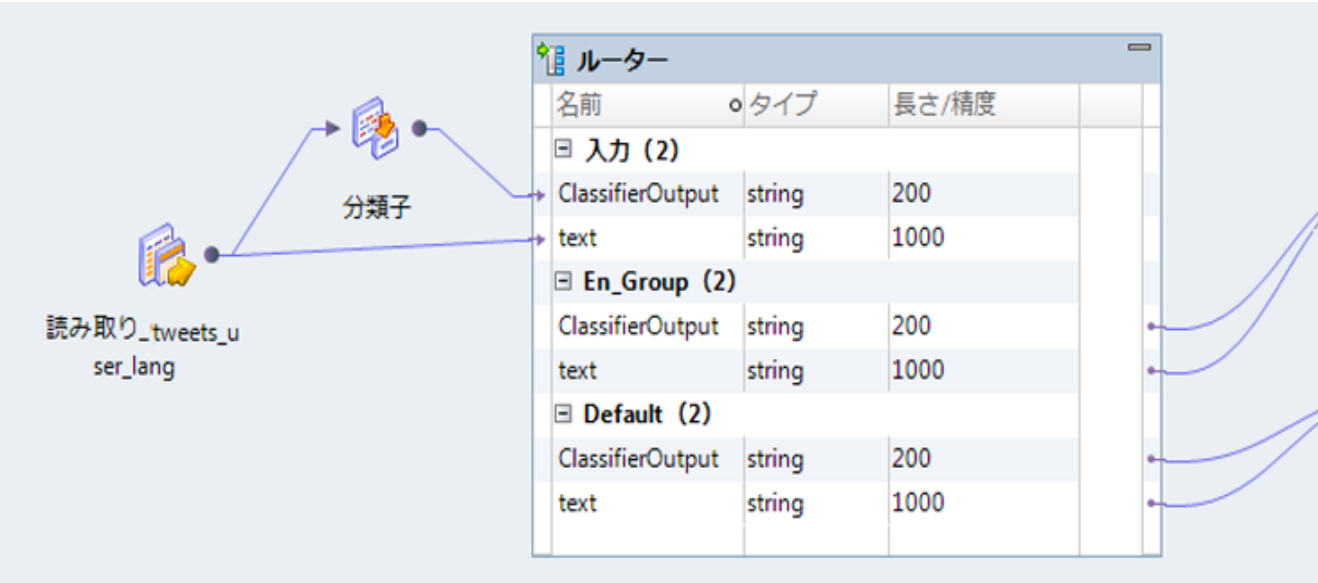 ルーター
名前 タイプ 長さ/精度
入力（2）
ClassifierOutput string 200
text string 1000
En_Group（2）
ClassifierOutput string 200
text string 1000
Default（2）
ClassifierOutput string 200
text string 1000
分類子
読み取り_tweets_u
ser_lang